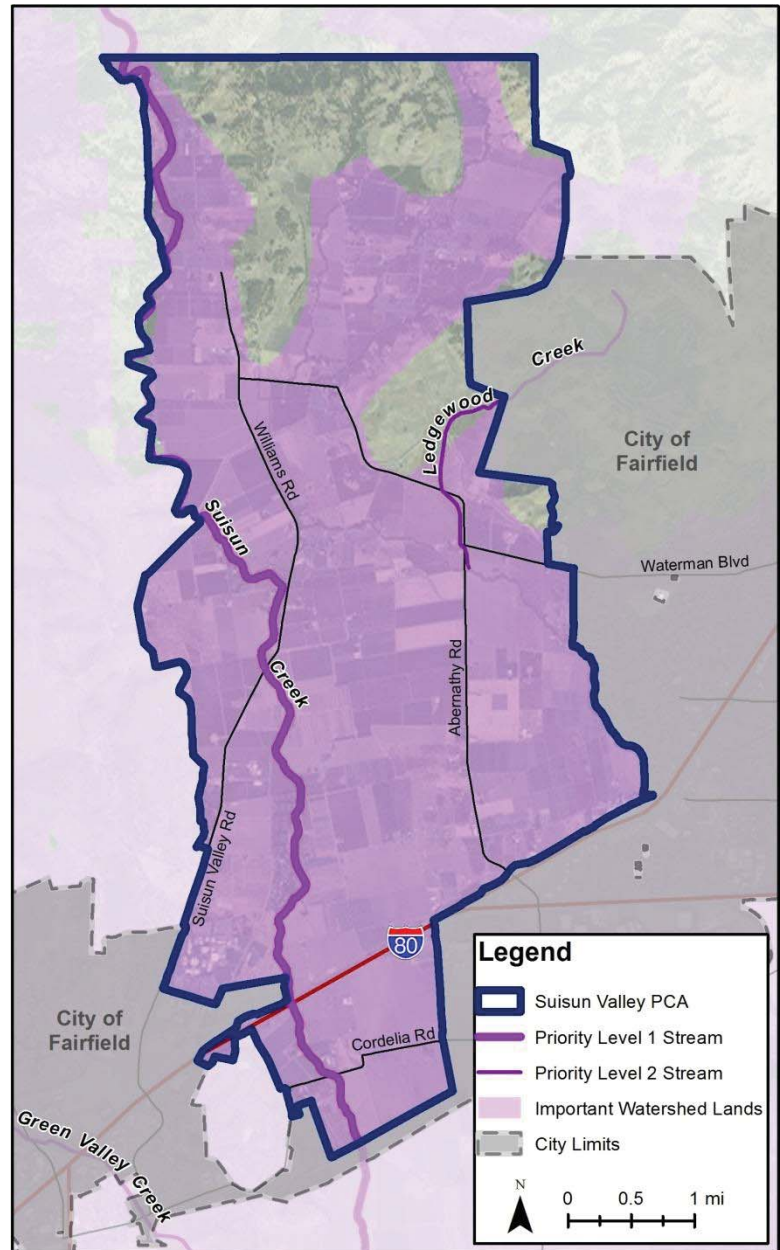 Creek
Ledgewood
City of
Fairfield
Williams Rd
Suisun
Waterman Blvd
Creek
Abernathy Rd
Suisun Valley Rd
80
City of
Fairfield
Cordelia Rd
Green Valley
Creek
Legend
Suisun Valley PCA
Priority Level 1 Stream
Priority Level 2 Stream
Important Watershed Lands
City Limits
N
0 0.5 1 mi